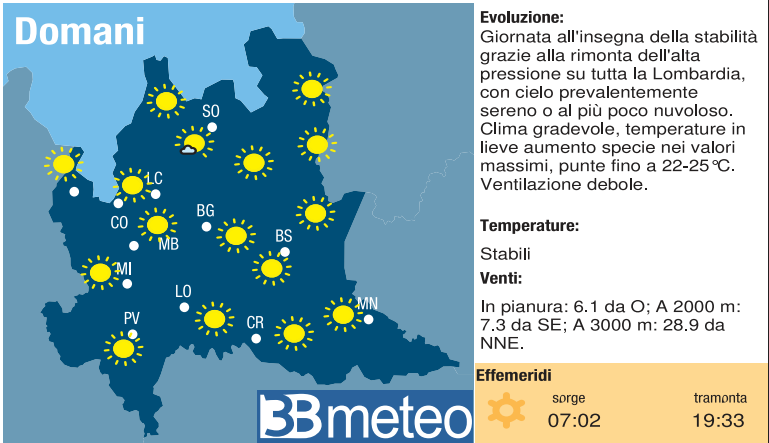 Domani
SO
LC
CO
BG
MB
BS
MI
LO
MN
PV
CR
3Bmeteo
Evoluzione:
Giornata all'insegna della stabilità
grazie alla rimonta dell'alta
pressione su tutta la Lombardia,
con cielo prevalentemente
sereno o al più poco nuvoloso.
Clima gradevole, temperature in
lieve aumento specie nei valori
massimi, punte fino a 22-25 °C.
Ventilazione debole.
Temperature:
Stabili
Venti:
In pianura: 6.1 da O; A 2000 m:
7.3 da SE; A 3000 m: 28.9 da
NNE.
Effemeridi
sorge tramonta
07:02 19:33